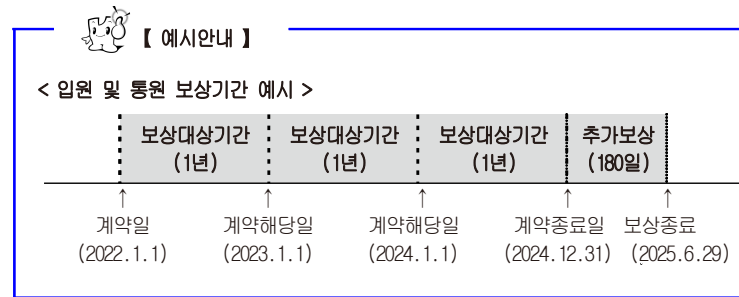 【 예시안내 】
< 입원 및 통원 보상기간 예시 >
보상대상기간 보상대상기간 보상대상기간 추가보상
(1년) (1년) (1년) (180일)
↑ ↑ ↑ ↑ ↑
계약일 계약해당일 계약해당일 계약종료일 보상종료
(2022.1.1) (2023.1.1) (2024.1.1) (2024.12.31) (2025.6.29)